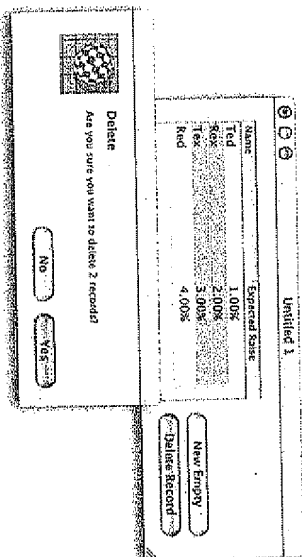 Untitled 1
Name Expected Raise
Ted 1.00%
Rex 2.00%
Tex 3.00%
Red 4.00%
New Empty
Delete Record
Delete
Are you sure you want to delete 2 records?
No Yes